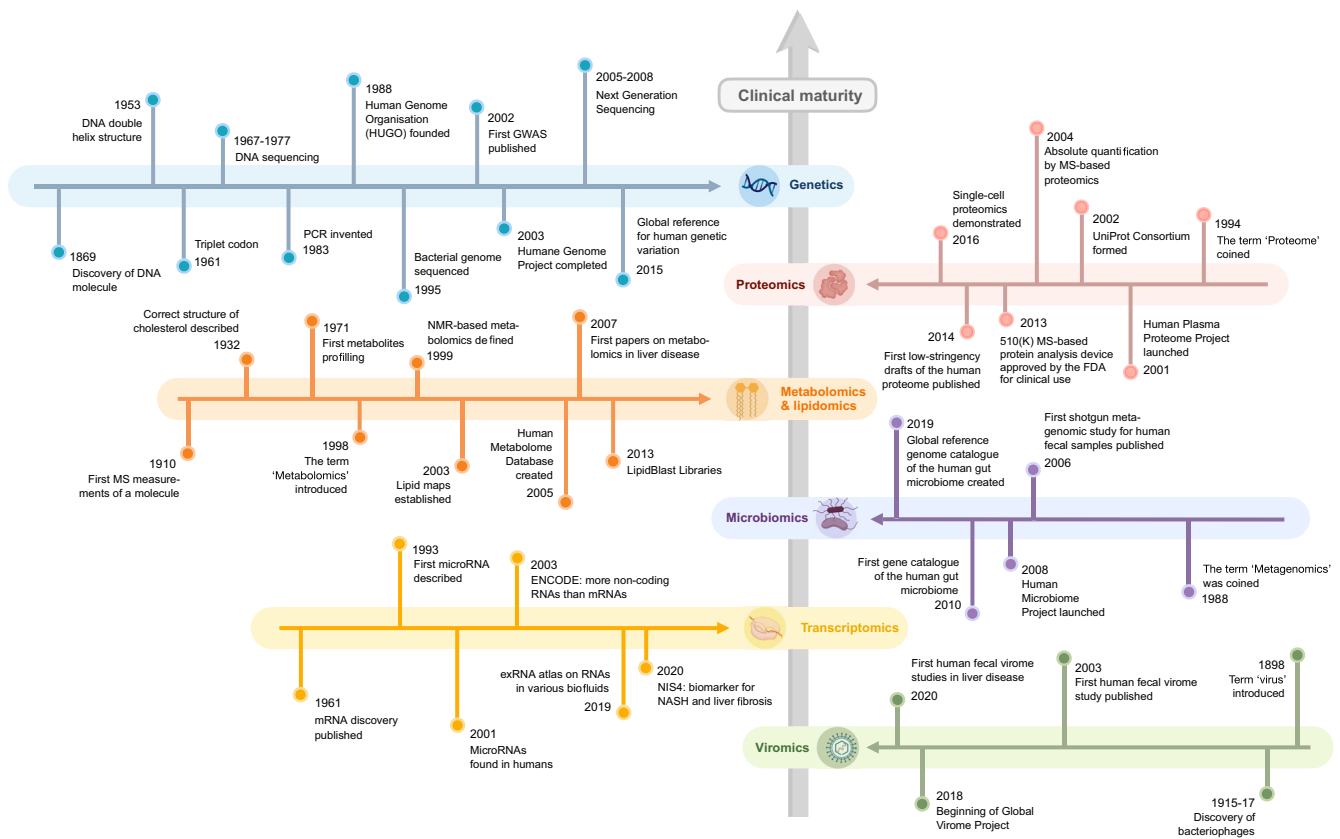 Clinical maturity
1953
DNA double
helix structure
1967-1977
DNA sequencing
1988
Human Genome
Organisation
(HUGO) founded
2002
First GWAS
published
2005-2008
Next Generation
Sequencing
Genetics
1869
Discovery of DNA
molecule
Triplet codon
1961
PCR invented
1983
Bacterial genome
sequenced
1995
2003
Humane Genome
Project completed
Global reference
for human genetic
variation
2015
Single-cell
proteomics
demonstrated
2016
2004
Absolute quantification
by MS-based
proteomics
2002
UniProt Consortium
formed
1994
The term ‘Proteome’
coined
Proteomics
2014
First low-stringency
drafts of the human
proteome published
2013
510(K) MS-based
protein analysis device
approved by the FDA
for clinical use
Human Plasma
Proteome Project
launched
2001
Correct structure of
cholesterol described
1932
1971
First metabolites
profilling
NMR-based meta-
bolomics defined
1999
2007
First papers on metabo-
lomics in liver disease
Metabolomics
& lipidomics
1910
First MS measure-
ments of a molecule
1998
The term
‘Metabolomics’
introduced
2003
Lipid maps
established
Human
Metabolome
Database
created
2005
2013
LipidBlast Libraries
2019
Global reference
genome catalogue
of the human gut
microbiome created
First shotgun meta-
genomic study for human
fecal samples published
2006
Microbiomics
First gene catalogue
of the human gut
microbiome
2010
2008
Human
Microbiome
Project launched
The term ‘Metagenomics’
was coined
1988
1993
First microRNA
described
2003
ENCODE: more non-coding
RNAs than mRNAs
Transcriptomics
1961
mRNA discovery
published
2001
MicroRNAs
found in humans
exRNA atlas on RNAs
in various biofluids
2019
2020
NIS4: biomarker for
NASH and liver fibrosis
First human fecal virome
studies in liver disease
2020
2003
First human fecal virome
study published
1898
Term ‘virus’
introduced
Viromics
2018
Beginning of Global
Virome Project
1915-17
Discovery of
bacteriophages